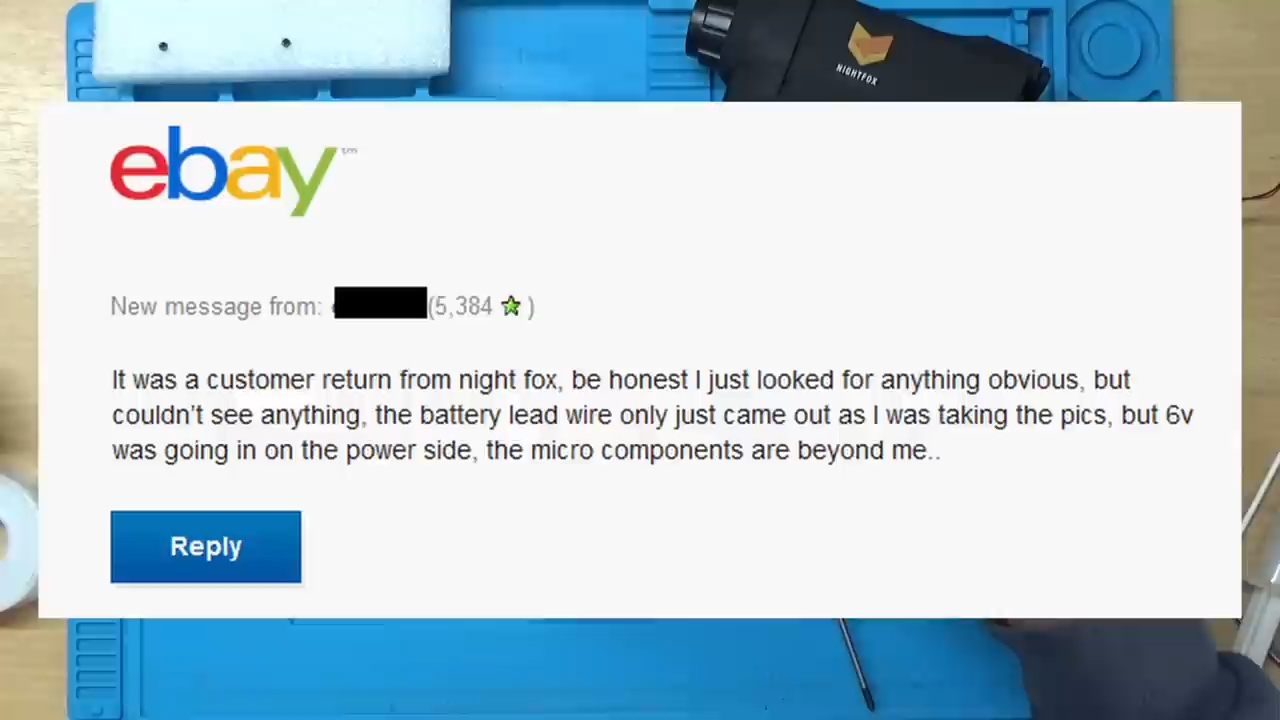 NIGHTFOX
ebay™
New message from: (5,384 )
It was a customer return from night fox, be honest I just looked for anything obvious, but
couldn't see anything, the battery lead wire only just came out as I was taking the pics, but 6v
was going in on the power side, the micro components are beyond me..
Reply